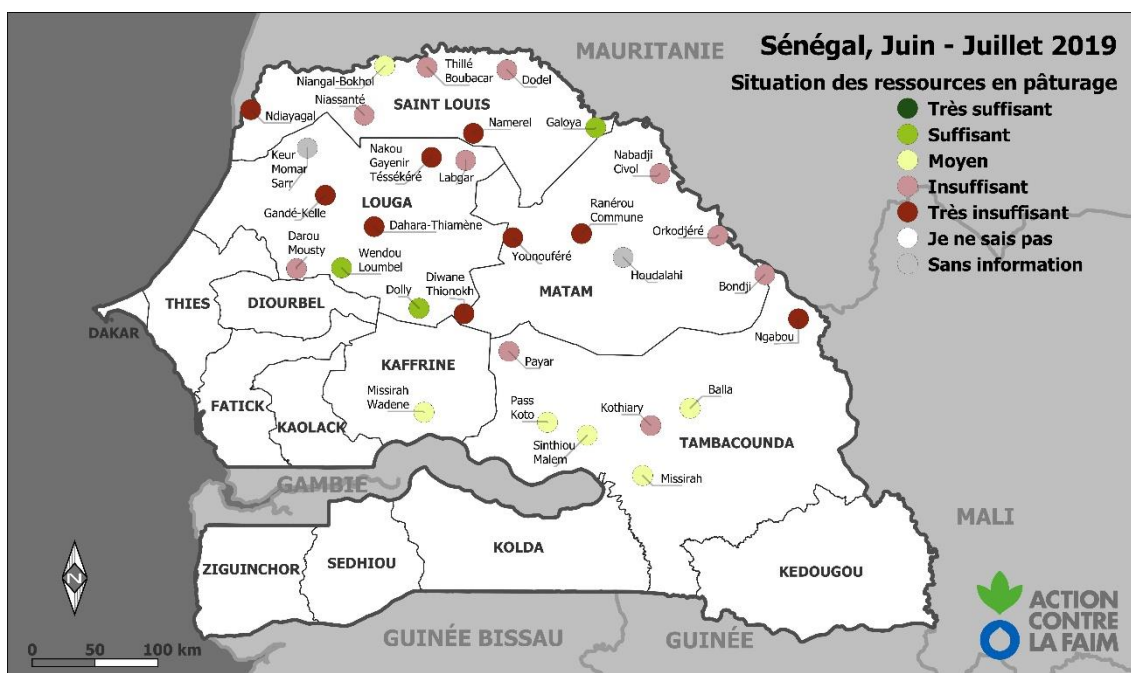 MAURITANIE
Sénégal, Juin - Juillet 2019
Situation des ressources en pâturage
Très suffisant
Suffisant
Moyen
Insuffisant
Très insuffisant
Je ne sais pas
Sans information
Niangal-Bokhol
Thillé
Boubacar
Dodel
Niassanté
SAINT LOUIS
Ndiayagal
Namerel
Galoya
Keur
Momar
Sarr
Nakou
Gayenir
Téssékéré
Labgar
Nabadji
Civol
Gandé-Kelle
LOUGA
Ranérou
Commune
Dahara-Thiamène
Younouféré
Orkodjéré
Darou
Mousty
Wendou
Loumbel
Houdalahi
Diwane
Thionokh
Bondji
MATAM
THIES
DIOURBEL
Dolly
DAKAR
Ngabou
KAFFRINE
Payar
Missirah
Wadene
Balla
FATICK
Pass
Koto
Kothiary
KAOLACK
Sinthiou
Malem
TAMBACOUNDA
GAMBIE
Missirah
MALI
KOLDA
SEDHIOU
ZIGUINCHOR
KEDOUGOU
N
GUINÉE BISSAU
GUINÉE
0 50 100 km
ACTION
CONTRE
LA FAIM